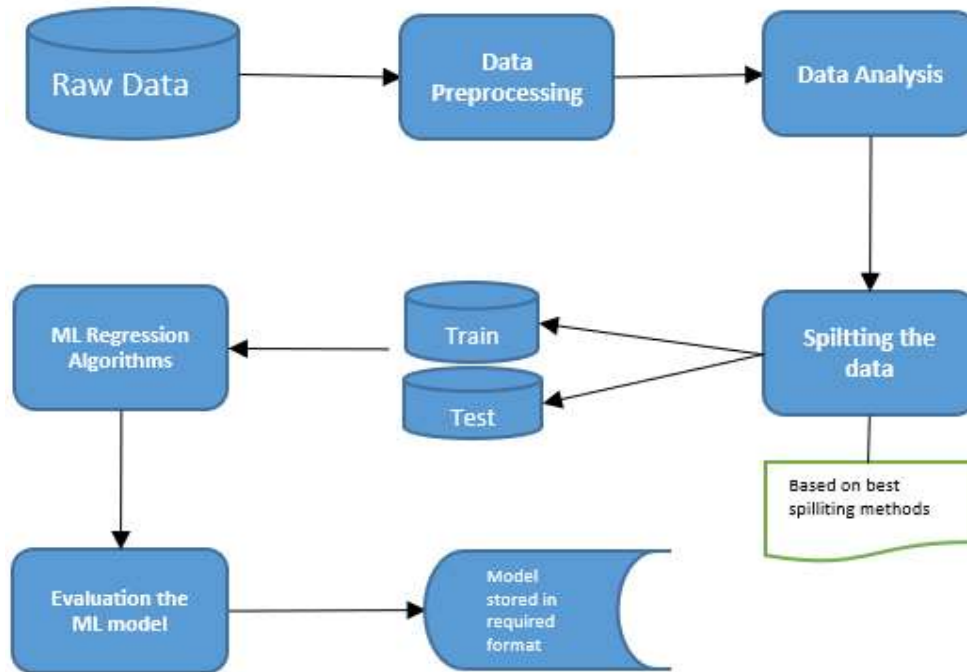 Raw Data
Data
Preprocessing
Data Analysis
ML Regression
Algorithms
Train
Test
Spiltting the
data
Based on best
spilliting methods
Evaluation the
ML model
Model
stored in
required
format